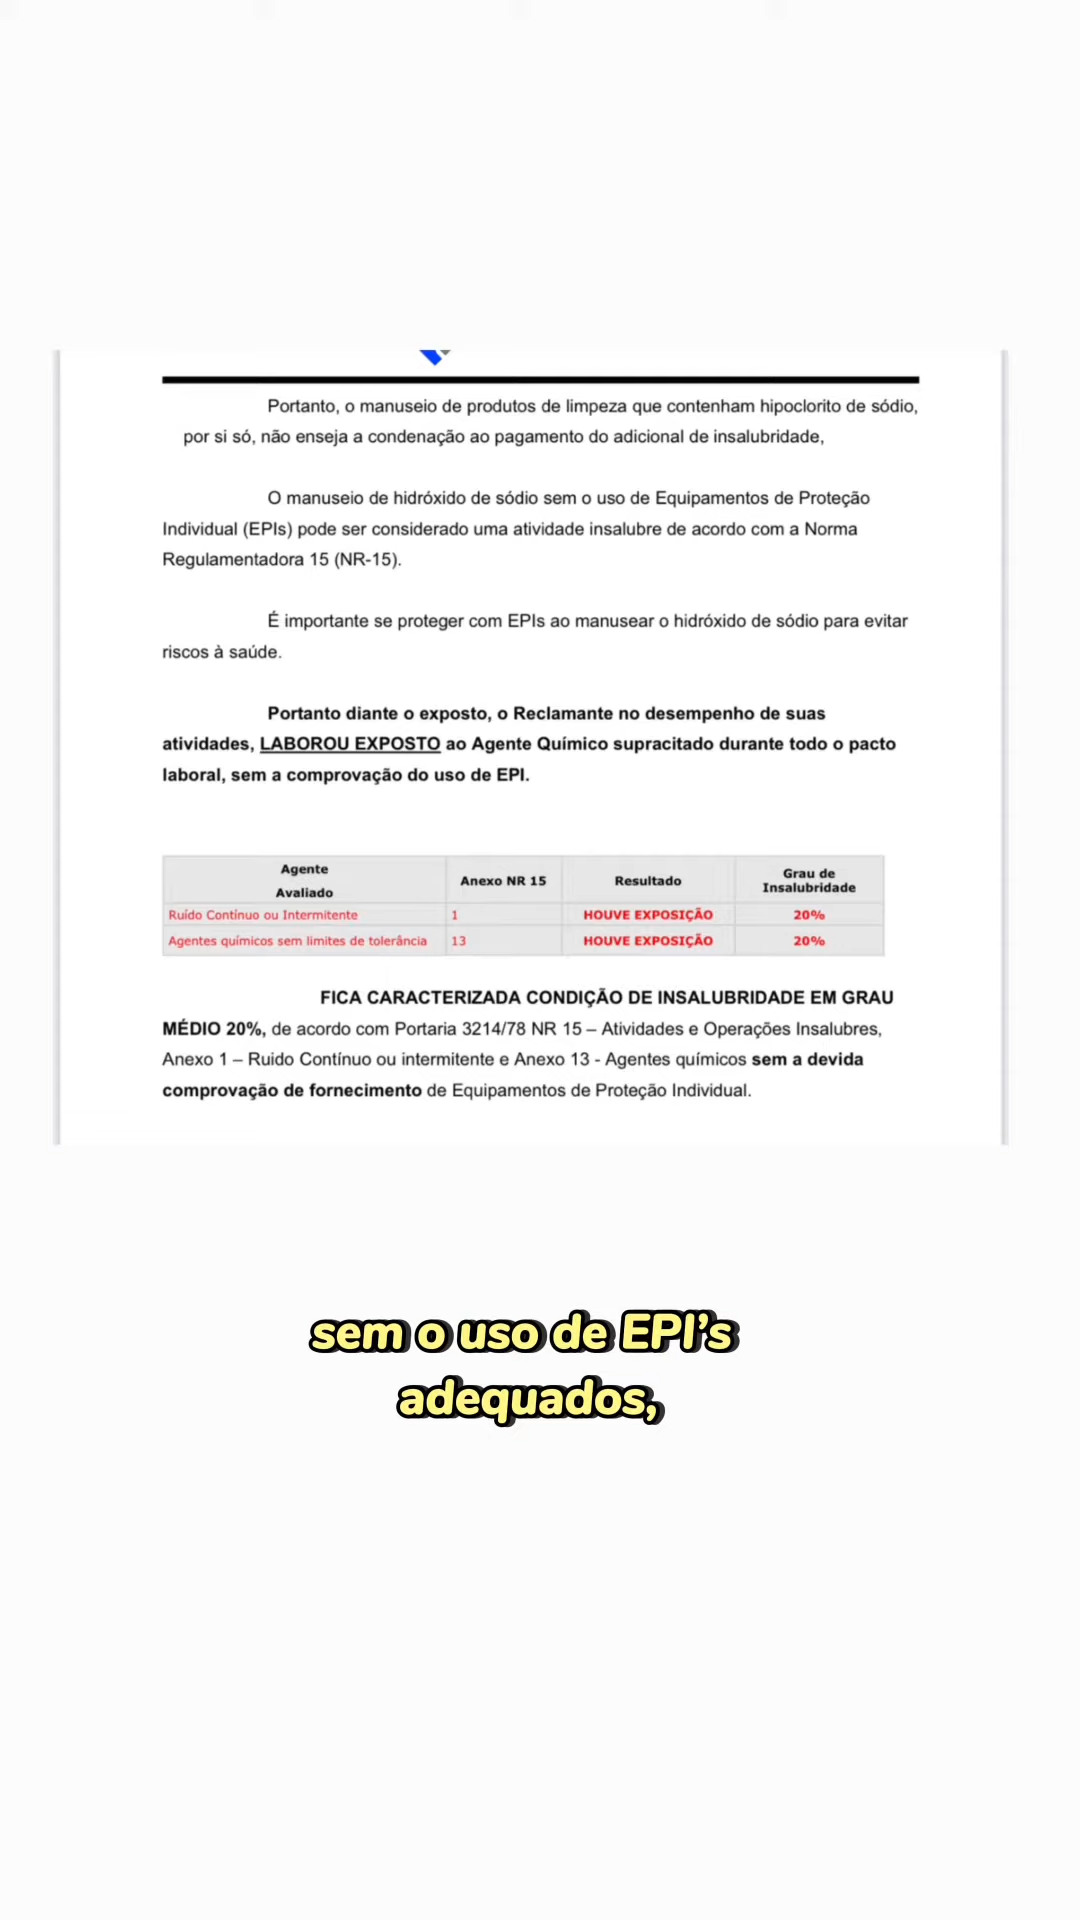 Portanto, o manuseio de produtos de limpeza que contenham hipoclorito de sódio,
por si só, não enseja a condenação ao pagamento do adicional de insalubridade,
O manuseio de hidróxido de sódio sem o uso de Equipamentos de Proteção
Individual (EPIs) pode ser considerado uma atividade insalubre de acordo com a Norma
Regulamentadora 15 (NR-15).
É importante se proteger com EPIs ao manusear o hidróxido de sódio para evitar
riscos à saúde.
Portanto diante o exposto, o Reclamante no desempenho de suas
atividades, LABOROU EXPOSTO ao Agente Químico supracitado durante todo o pacto
laboral, sem a comprovação do uso de EPI.
Agente
Avaliado
Anexo NR 15
Resultado
Grau de
Insalubridade
Ruído Contínuo ou Intermitente 1 HOUVE EXPOSIÇÃO 20%
Agentes químicos sem limites de tolerância 13 HOUVE EXPOSIÇÃO 20%
FICA CARACTERIZADA CONDIÇÃO DE INSALUBRIDADE EM GRAU
MÉDIO 20%, de acordo com Portaria 3214/78 NR 15 – Atividades e Operações Insalubres,
Anexo 1 – Ruido Contínuo ou intermitente e Anexo 13 - Agentes químicos sem a devida
comprovação de fornecimento de Equipamentos de Proteção Individual.
sem o uso de EPI’s
adequados,